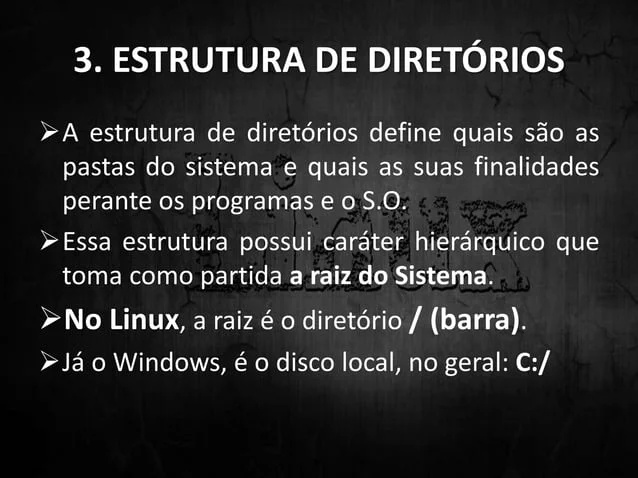 3. ESTRUTURA DE DIRETÓRIOS
➢A estrutura de diretórios define quais são as
pastas do sistema e quais as suas finalidades
perante os programas e o S.O.
➢Essa estrutura possui caráter hierárquico que
toma como partida a raiz do Sistema.
➢No Linux, a raiz é o diretório / (barra).
➢Já o Windows, é o disco local, no geral: C:/
Linux